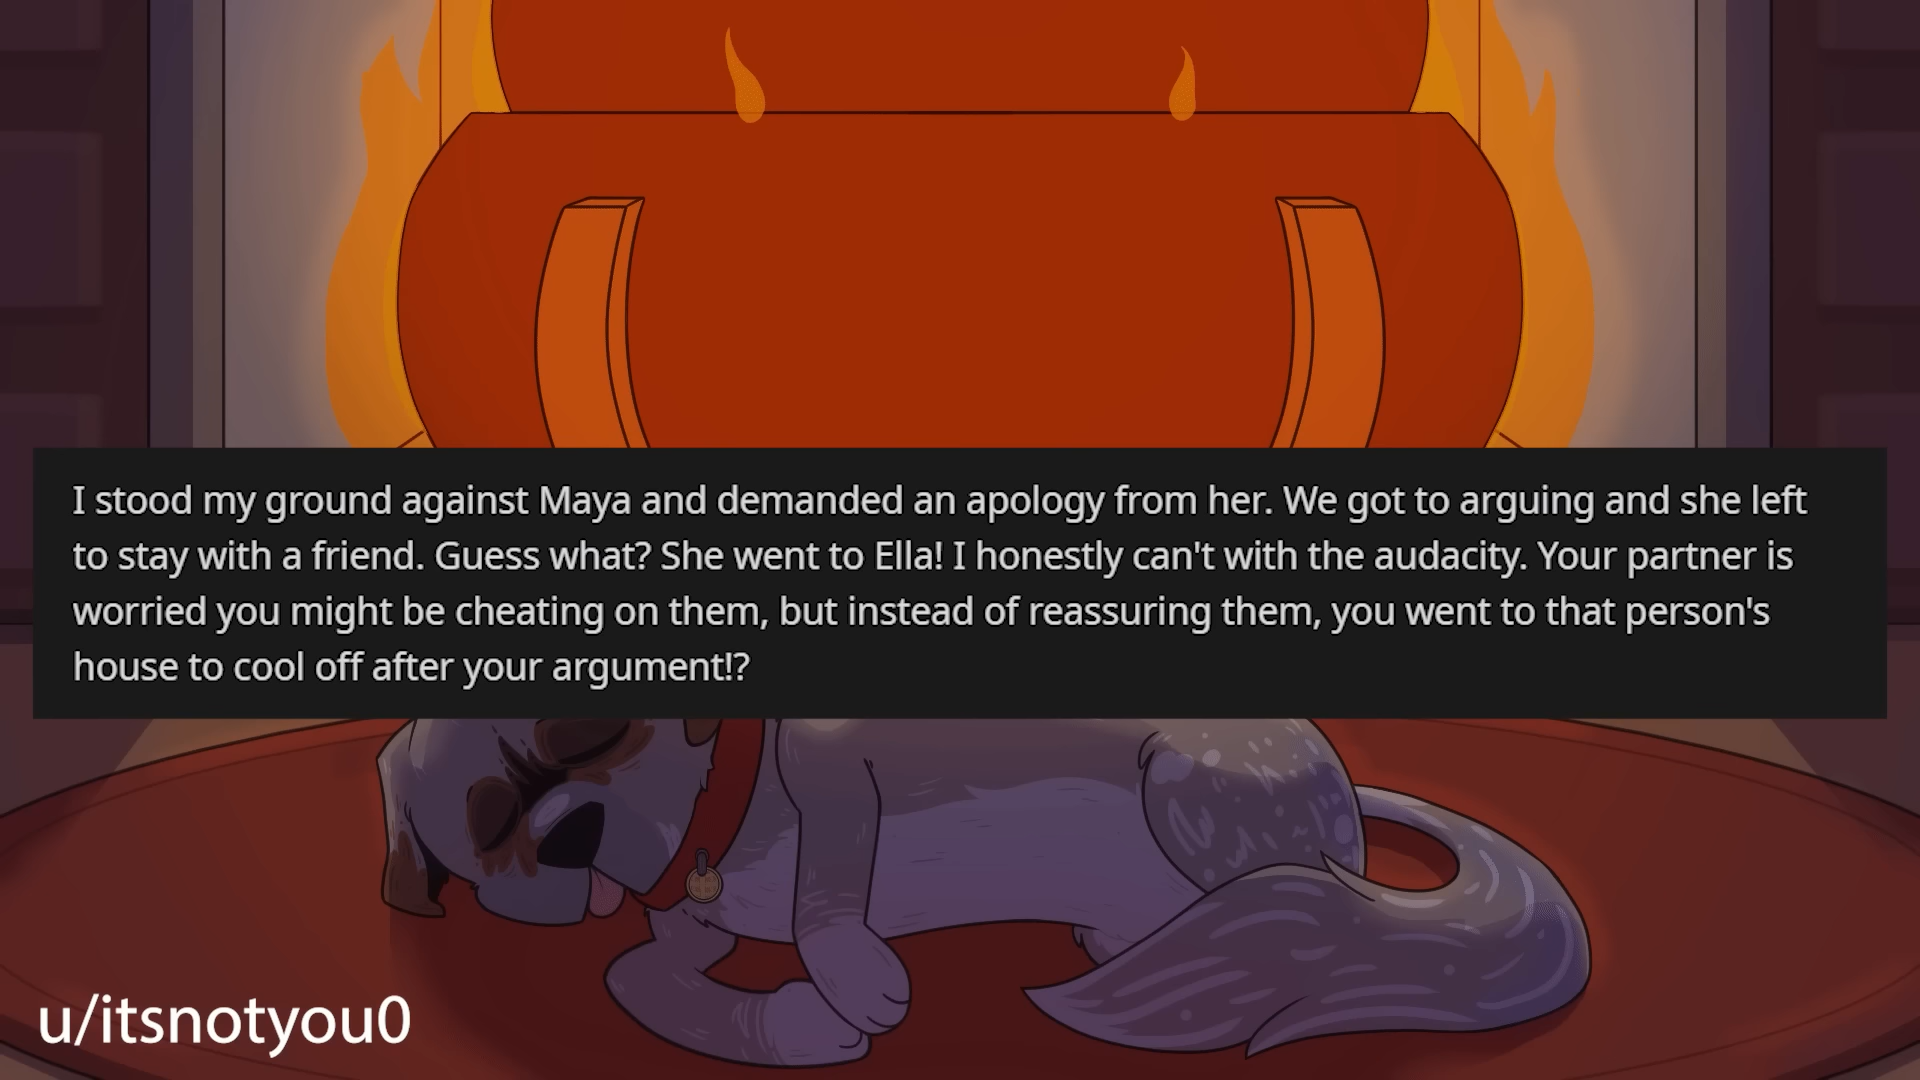 I stood my ground against Maya and demanded an apology from her. We got to arguing and she left
to stay with a friend. Guess what? She went to Ella! I honestly can't with the audacity. Your partner is
worried you might be cheating on them, but instead of reassuring them, you went to that person's
house to cool off after your argument!?
u/itsnotyou0